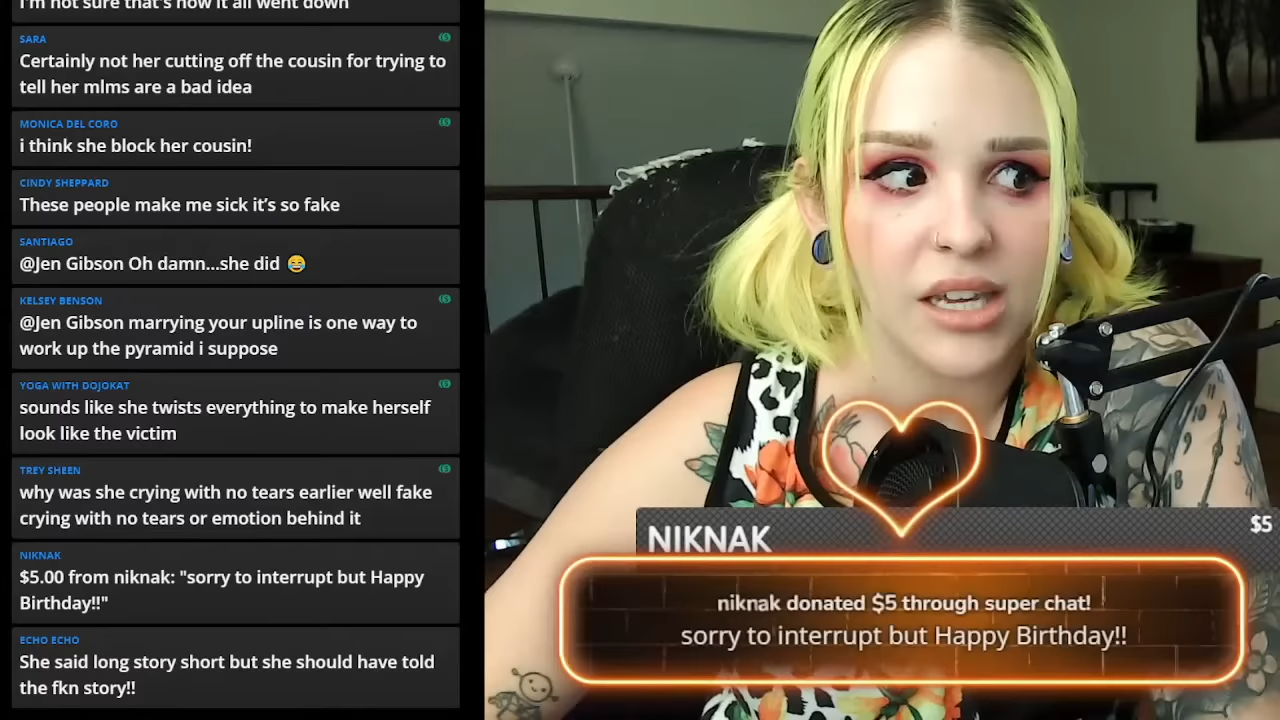 I'm not sure that's how it all went down
SARA
Certainly not her cutting off the cousin for trying to
tell her mlms are a bad idea
MONICA DEL CORO
i think she block her cousin!
CINDY SHEPPARD
These people make me sick it's so fake
SANTIAGO
@Jen Gibson Oh damn...she did 😂
KELSEY BENSON
@Jen Gibson marrying your upline is one way to
work up the pyramid i suppose
YOGA WITH DOJOKAT
sounds like she twists everything to make herself
look like the victim
TREY SHEEN
why was she crying with no tears earlier well fake
crying with no tears or emotion behind it
NIKNAK
$5.00 from niknak: "sorry to interrupt but Happy
Birthday!!"
ECHO ECHO
She said long story short but she should have told
the fkn story!!
NIKNAK
$5
niknak donated $5 through super chat!
sorry to interrupt but Happy Birthday!!